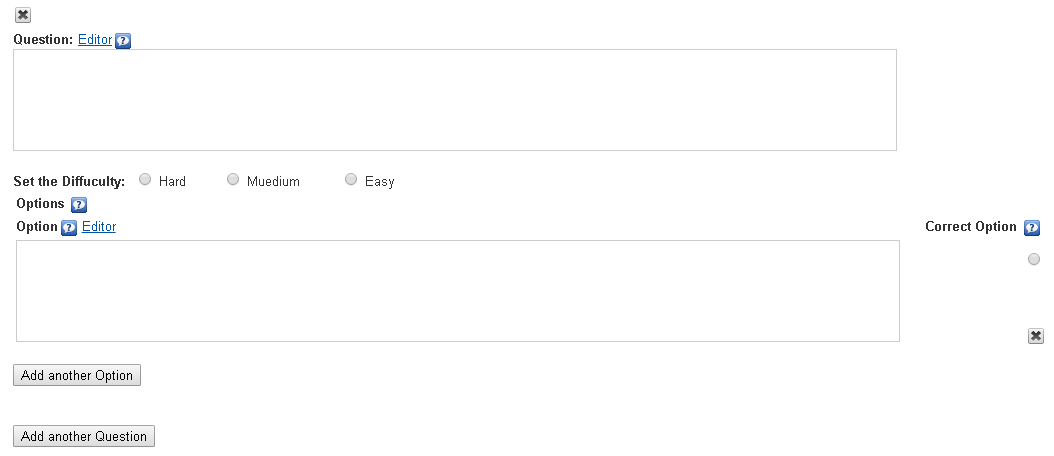 Question: Editor ?
Set the Diffuculty: Hard Muedium Easy
Options ?
Option ? Editor Correct Option ?
Add another Option
Add another Question